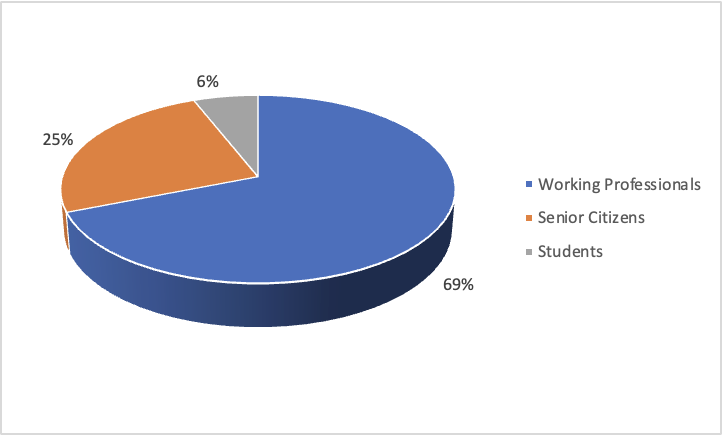 6%
25%
69%
Working Professionals
Senior Citizens
Students